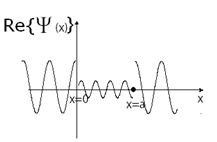 Re{Ψ(x)}
x=0
x=a
x